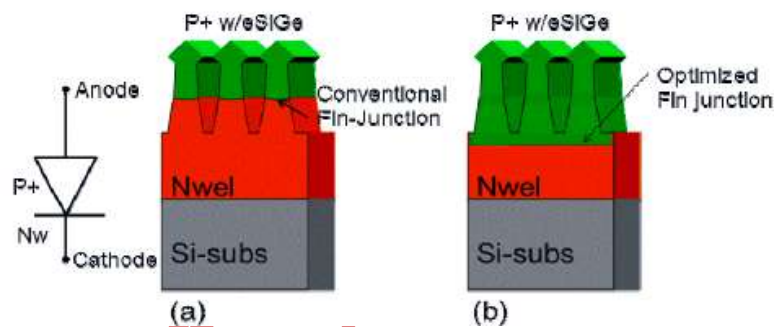 P+ w/eSiGe
P+ w/eSiGe
Anode
Conventional
Fin-Junction
Optimized
Fin junction
P+
Nw
Nwel
Nwel
Cathode
Si-subs
Si-subs
(a)
(b)